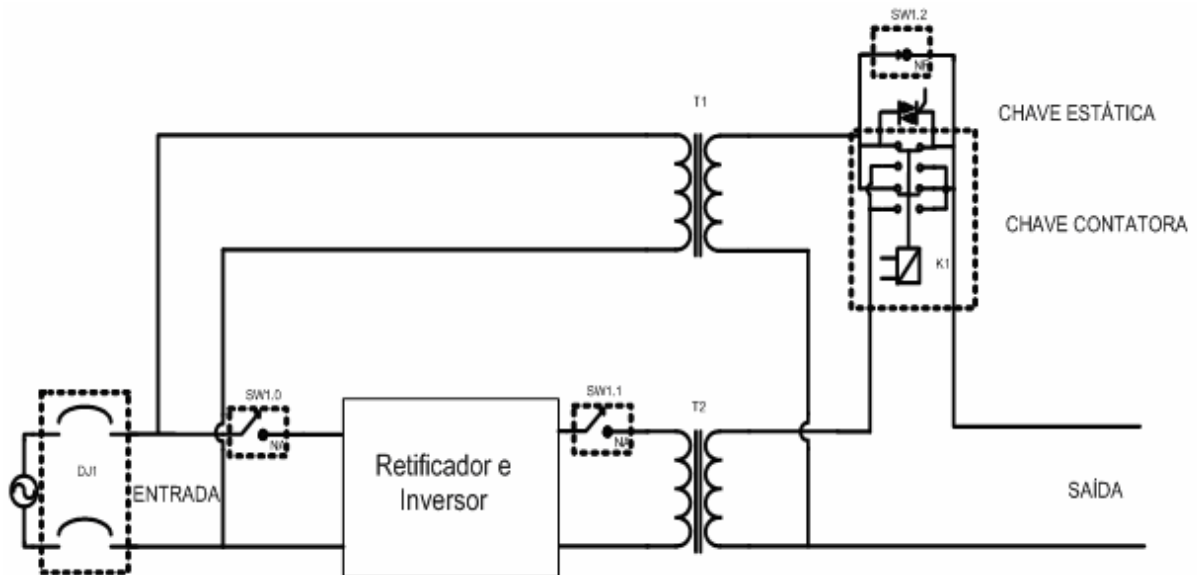 SW1.2
NF
T1
CHAVE ESTÁTICA
CHAVE CONTATORA
K1
SW1.0
NA
SW1.1
NA
T2
DJ1
ENTRADA
Retificador e
Inversor
SAÍDA